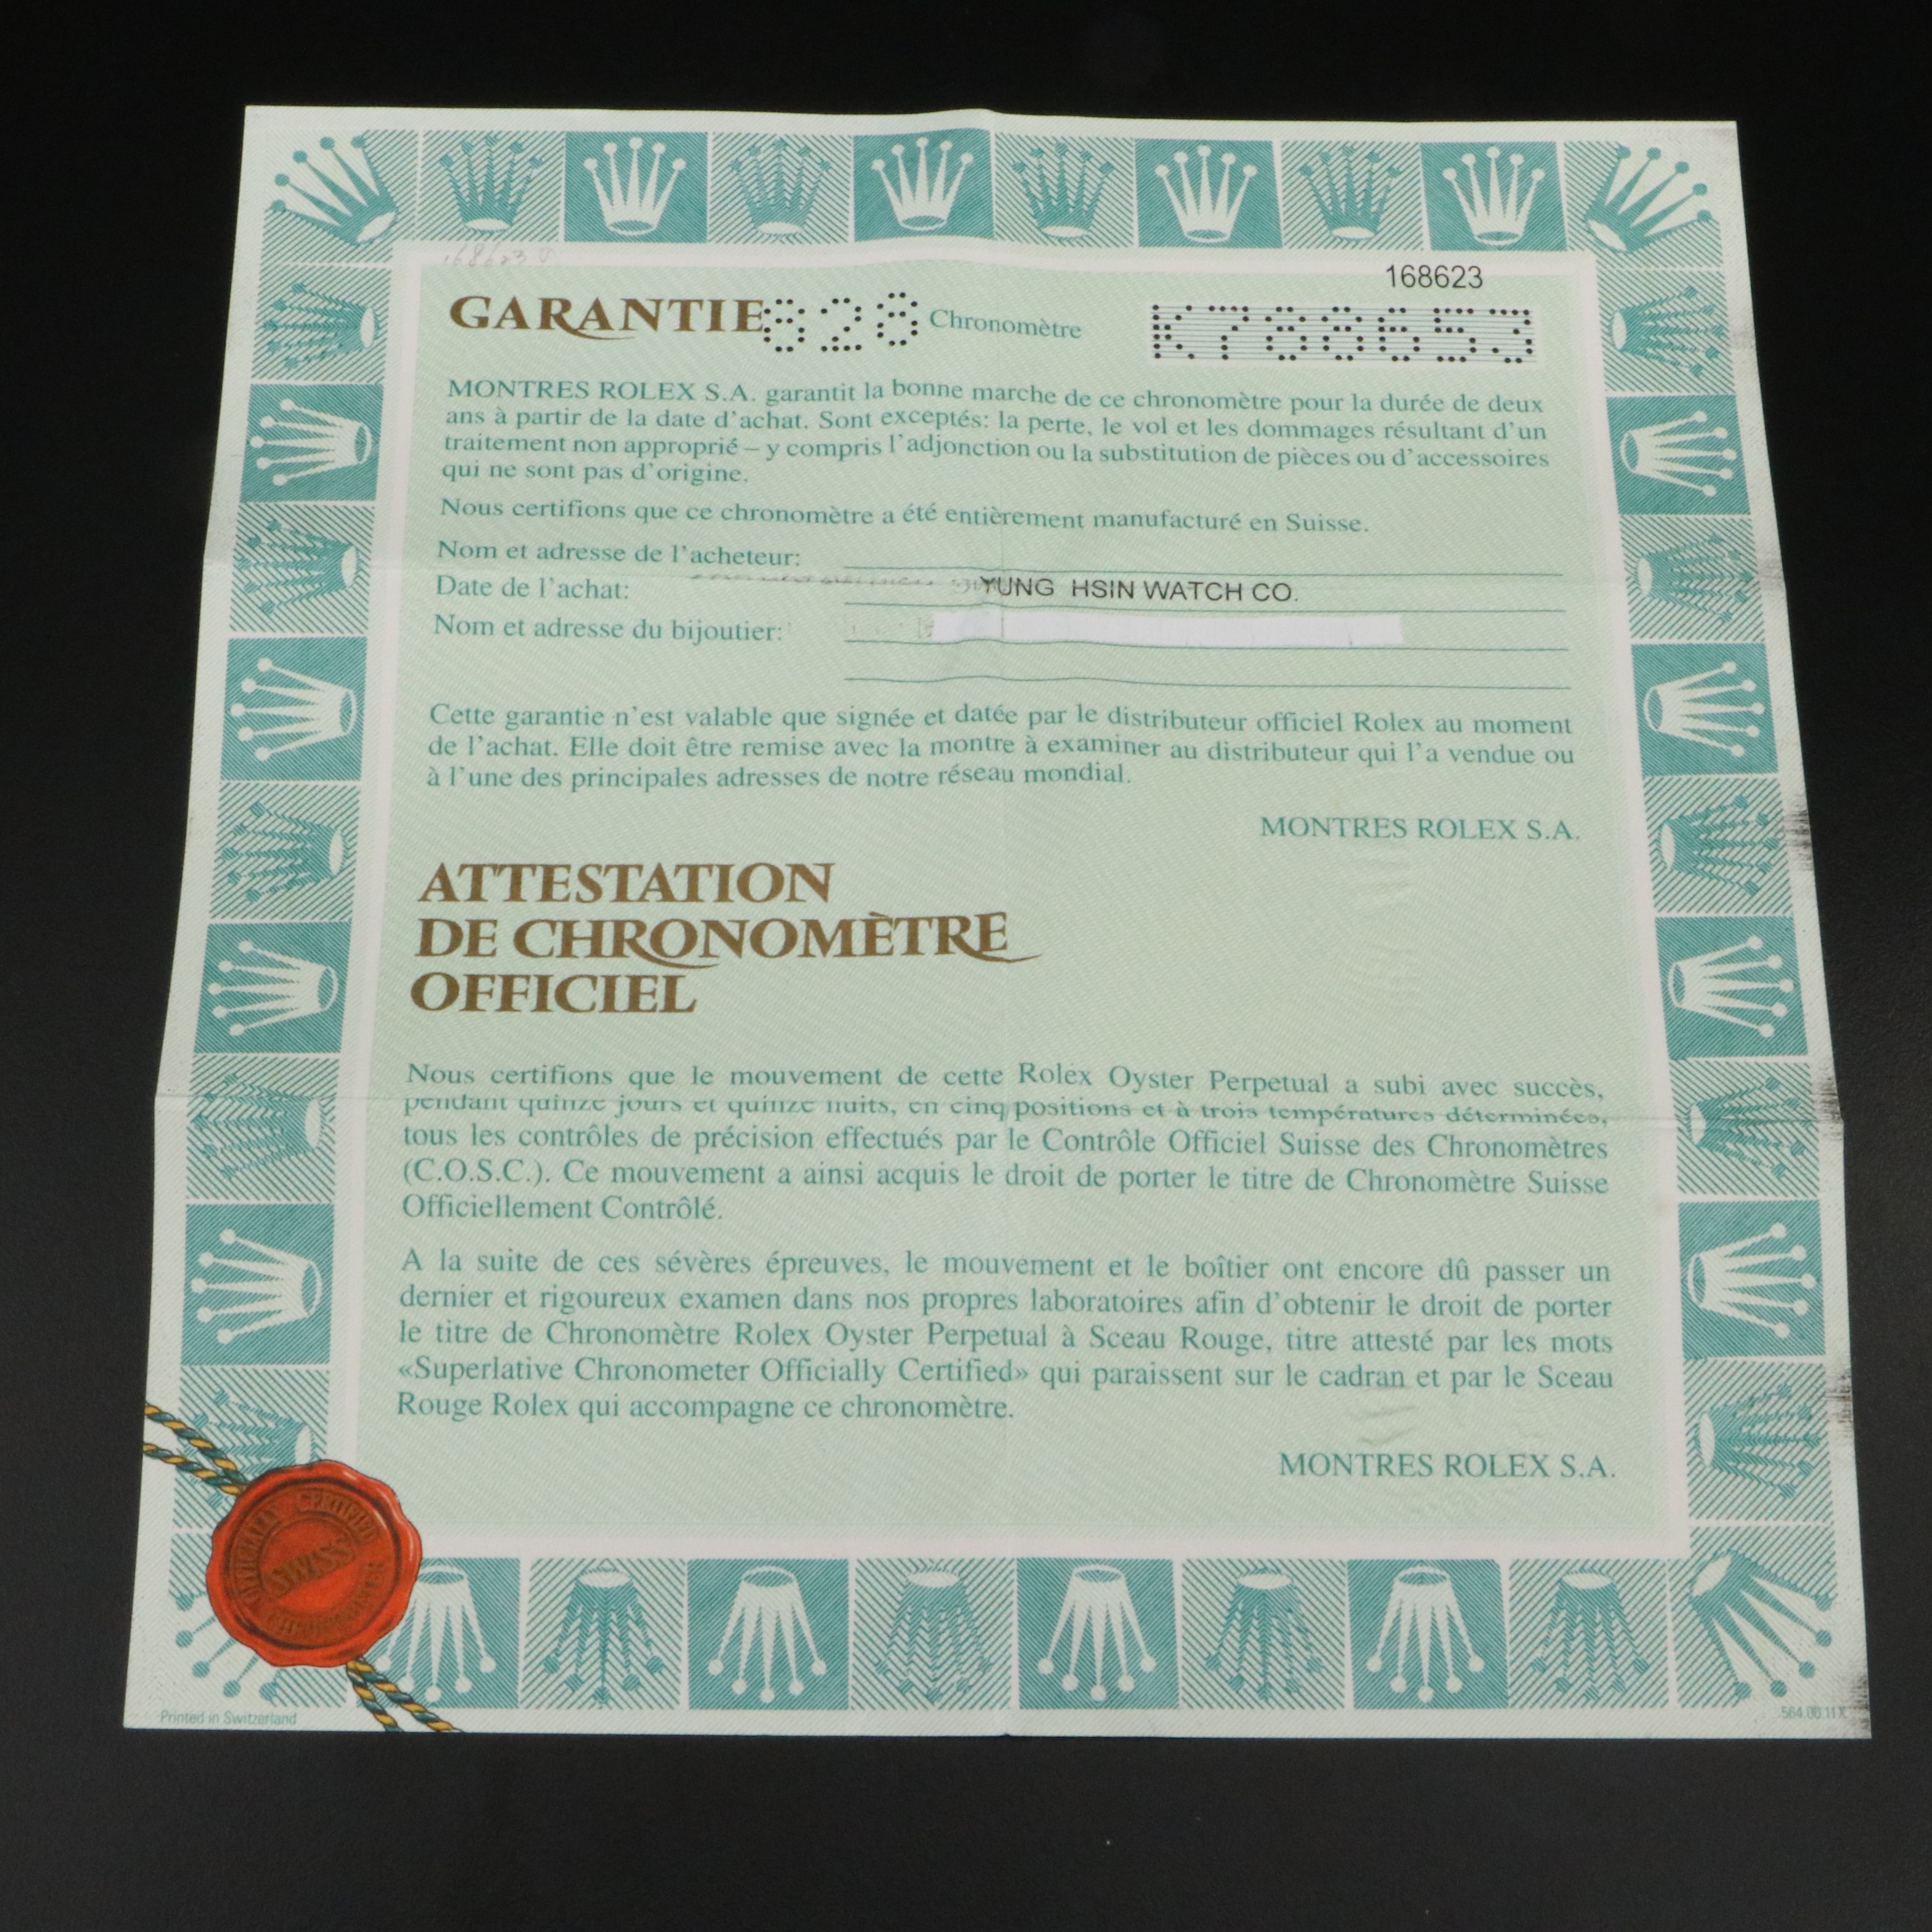 168623
168623
GARANTIE 828 Chronomètre K788653
MONTRES ROLEX S.A. garantit la bonne marche de ce chronomètre pour la durée de deux
ans à partir de la date d'achat. Sont exceptés: la perte, le vol et les dommages résultant d'un
traitement non approprié – y compris l'adjonction ou la substitution de pièces ou d'accessoires
qui ne sont pas d'origine.
Nous certifions que ce chronomètre a été entièrement manufacturé en Suisse.
Nom et adresse de l'acheteur:
Date de l'achat: YUNG HSIN WATCH CO.
Nom et adresse du bijoutier:
Cette garantie n'est valable que signée et datée par le distributeur officiel Rolex au moment
de l'achat. Elle doit être remise avec la montre à examiner au distributeur qui l'a vendue ou
à l'une des principales adresses de notre réseau mondial.
MONTRES ROLEX S.A.
ATTESTATION
DE CHRONOMÈTRE
OFFICIEL
Nous certifions que le mouvement de cette Rolex Oyster Perpetual a subi avec succès,
pendant quinze jours et quinze nuits, en cinq positions et à trois températures déterminées,
tous les contrôles de précision effectués par le Contrôle Officiel Suisse des Chronomètres
(C.O.S.C.). Ce mouvement a ainsi acquis le droit de porter le titre de Chronomètre Suisse
Officiellement Contrôlé.
A la suite de ces sévères épreuves, le mouvement et le boîtier ont encore dû passer un
dernier et rigoureux examen dans nos propres laboratoires afin d'obtenir le droit de porter
le titre de Chronomètre Rolex Oyster Perpetual à Sceau Rouge, titre attesté par les mots
«Superlative Chronometer Officially Certified» qui paraissent sur le cadran et par le Sceau
Rouge Rolex qui accompagne ce chronomètre.
MONTRES ROLEX S.A.
OFFICIALLY CERTIFIED
SWISS
CHRONOMETER
Printed in Switzerland
564.00.11X